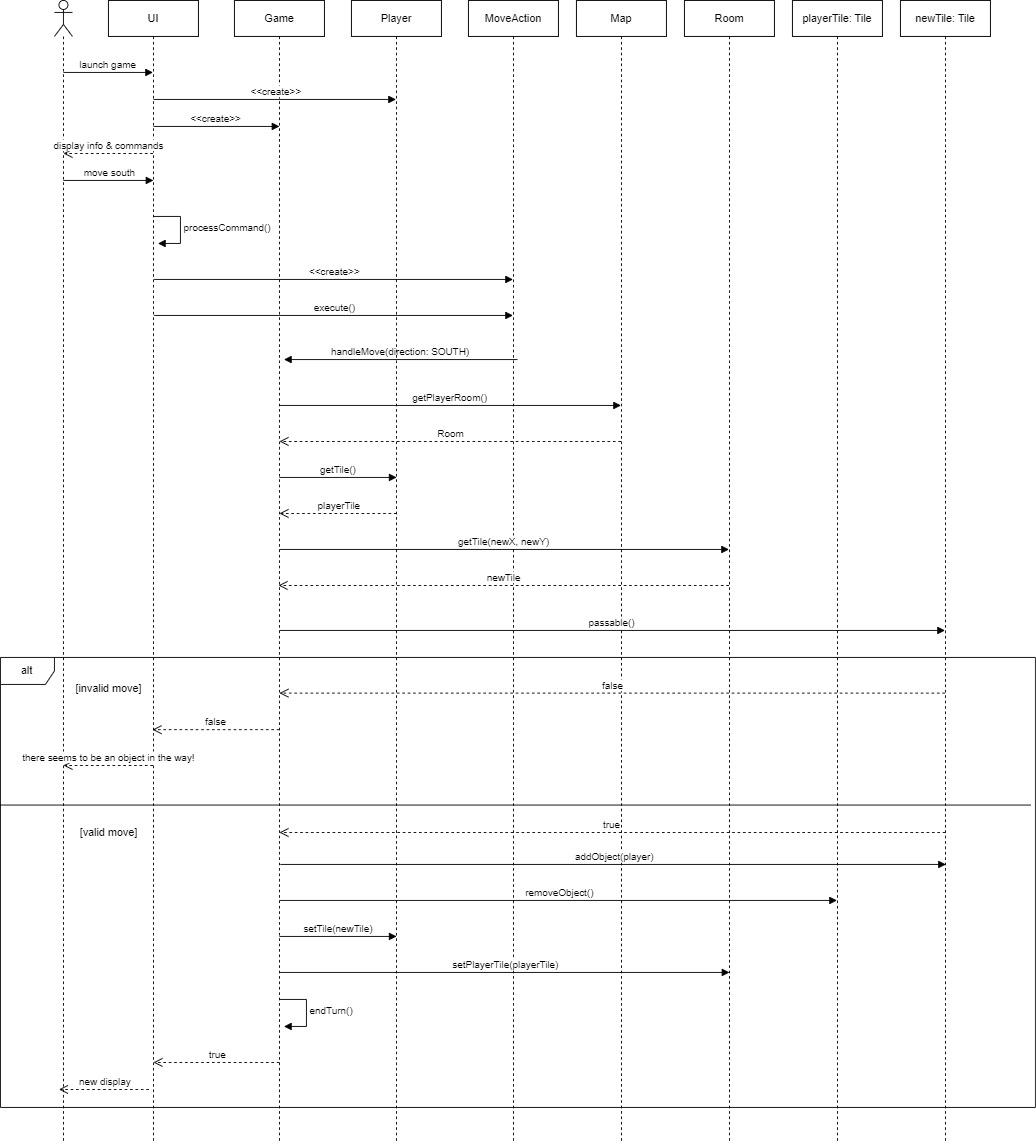 UI
Game
Player
MoveAction
Map
Room
playerTile: Tile
newTile: Tile
launch game
<<create>>
<<create>>
display info & commands
move south
processCommand()
<<create>>
execute()
handleMove(direction: SOUTH)
getPlayerRoom()
Room
getTile()
playerTile
getTile(newX, newY)
newTile
passable()
alt
[invalid move]
false
false
there seems to be an object in the way!
[valid move]
true
addObject(player)
removeObject()
setTile(newTile)
setPlayerTile(playerTile)
endTurn()
true
new display